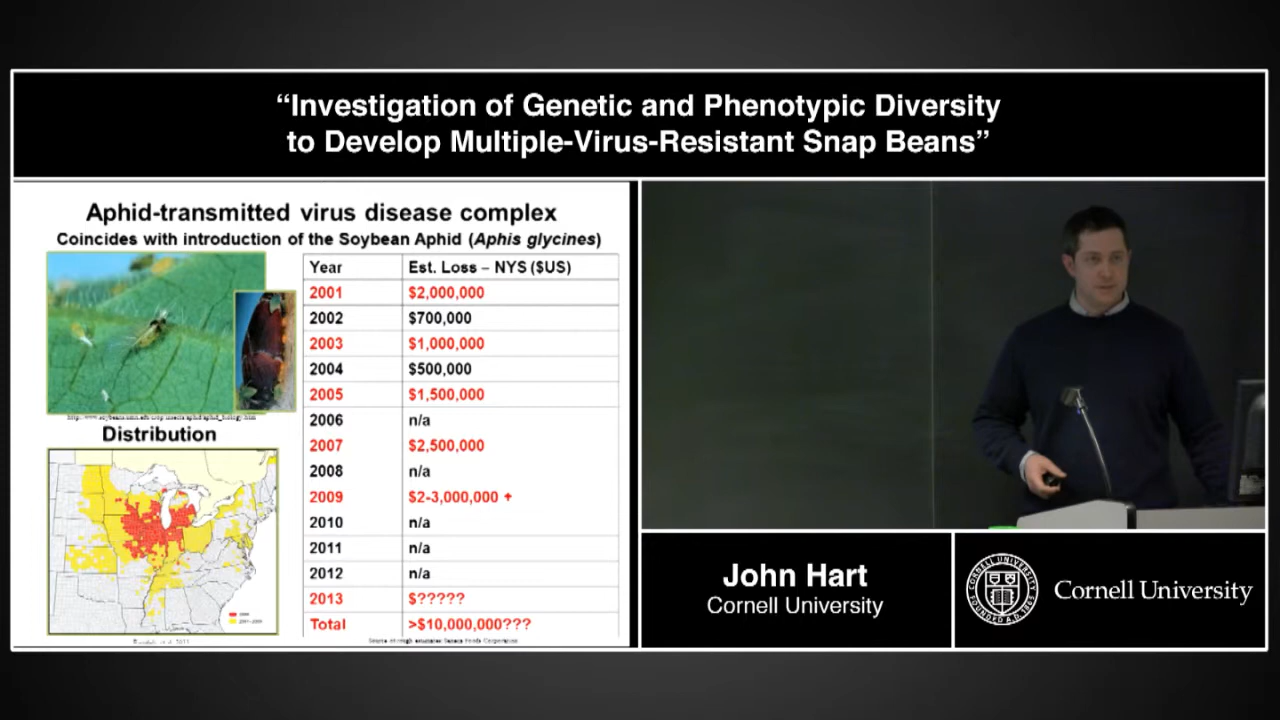 “Investigation of Genetic and Phenotypic Diversity
to Develop Multiple-Virus-Resistant Snap Beans”
Aphid-transmitted virus disease complex
Coincides with introduction of the Soybean Aphid (Aphis glycines)
Year Est. Loss – NYS ($US)
2001 $2,000,000
2002 $700,000
2003 $1,000,000
2004 $500,000
2005 $1,500,000
2006 n/a
2007 $2,500,000
2008 n/a
2009 $2-3,000,000 +
2010 n/a
2011 n/a
2012 n/a
2013 $?????
Total >$10,000,000???
Distribution
John Hart
Cornell University
Cornell University